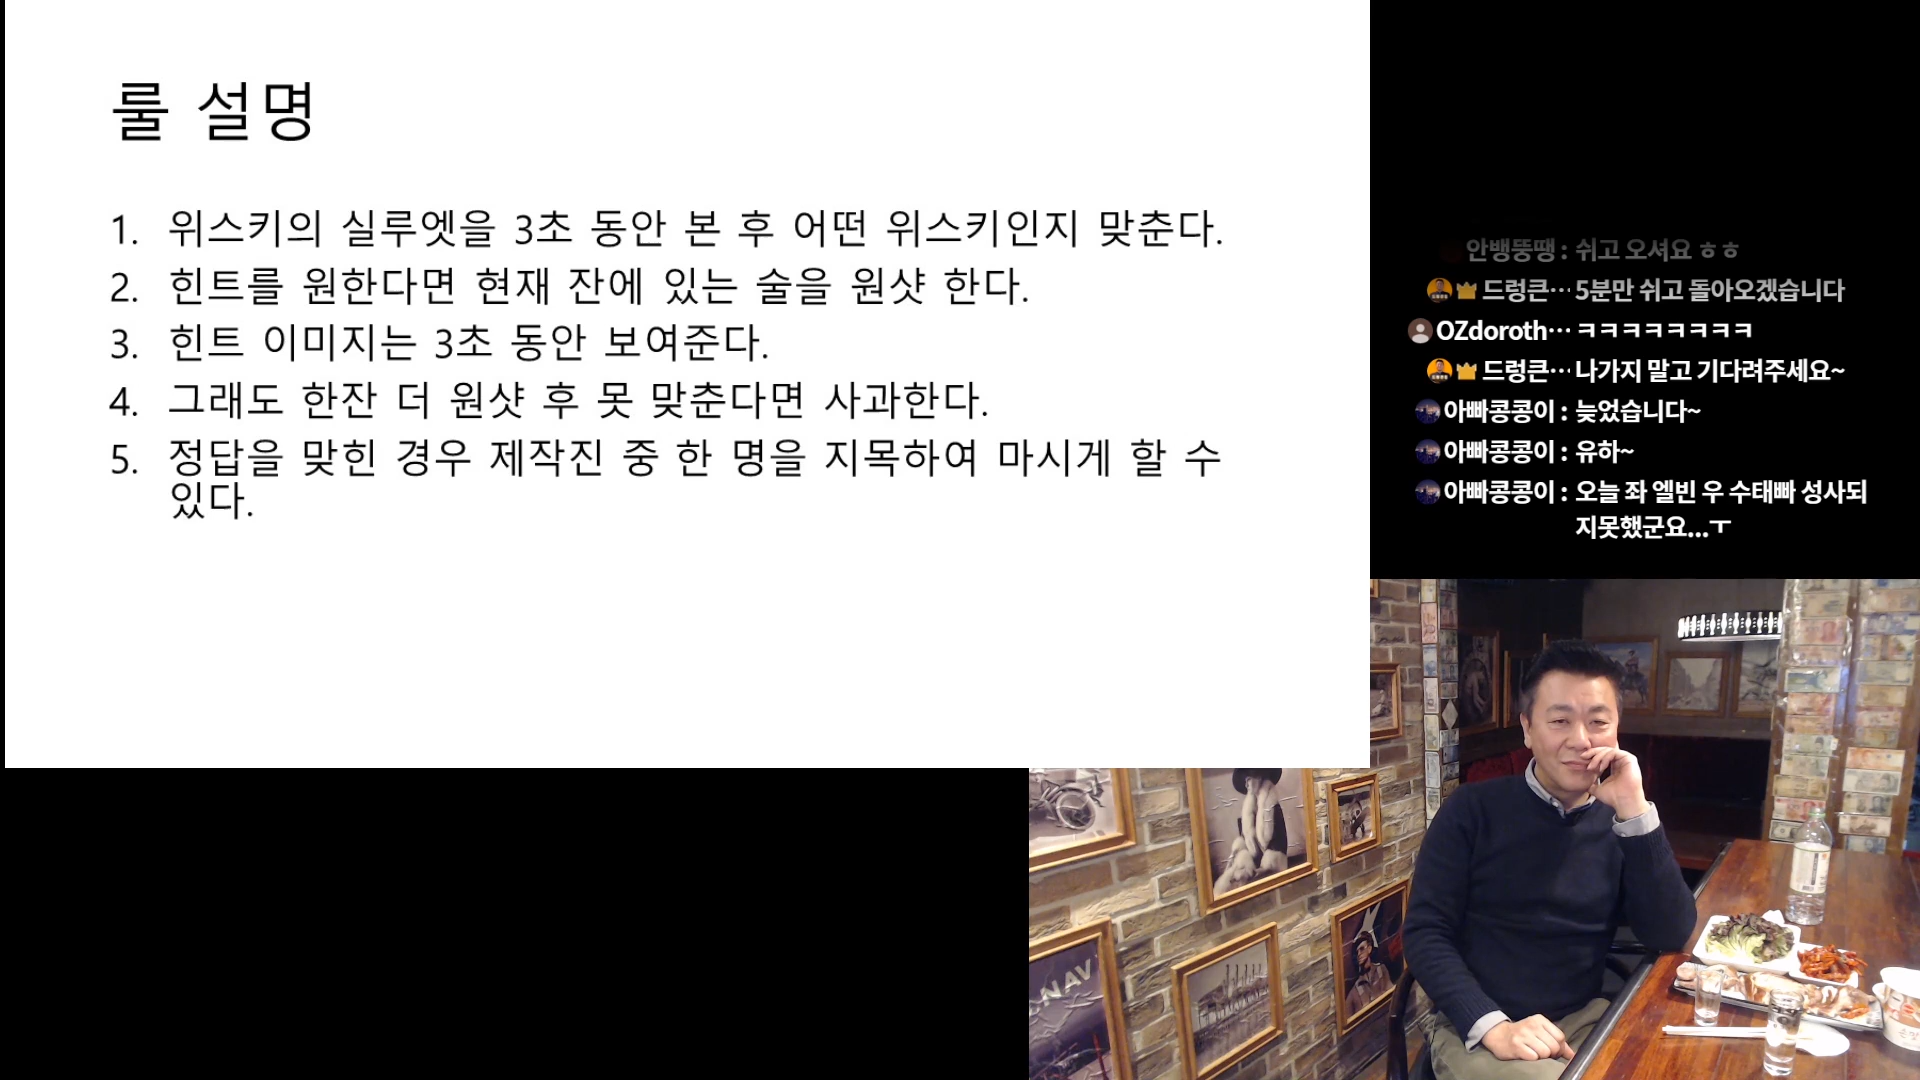 룰 설명
1. 위스키의 실루엣을 3초 동안 본 후 어떤 위스키인지 맞춘다.
2. 힌트를 원한다면 현재 잔에 있는 술을 원샷 한다.
3. 힌트 이미지는 3초 동안 보여준다.
4. 그래도 한잔 더 원샷 후 못 맞춘다면 사과한다.
5. 정답을 맞힌 경우 제작진 중 한 명을 지목하여 마시게 할 수
있다.
안뱅뚱땡 : 쉬고 오셔요 ㅎㅎ
드렁큰… 5분만 쉬고 돌아오겠습니다
OZdoroth… ㅋㅋㅋㅋㅋㅋㅋㅋ
드렁큰… 나가지 말고 기다려주세요~
아빠콩콩이 : 늦었습니다~
아빠콩콩이 : 유하~
아빠콩콩이 : 오늘 좌 엘빈 우 수태빠 성사되
지못했군요...ㅜ
NAV